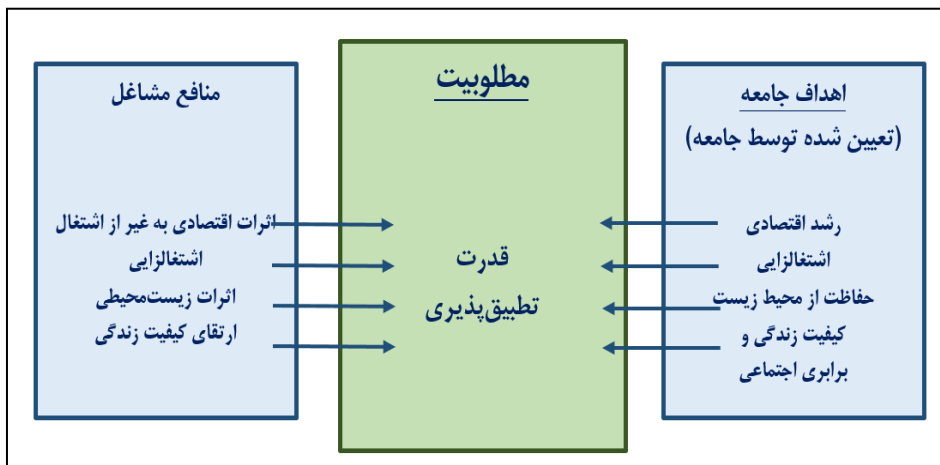 اهداف جامعه
(تعیین شده توسط جامعه)
رشد اقتصادی
اشتغالزایی
حفاظت از محیط زیست
کیفیت زندگی و
برابری اجتماعی
مطلوبیت
قدرت
تطبیق‌پذیری
منافع مشاغل
اثرات اقتصادی به غیر از اشتغال
اشتغالزایی
اثرات زیست‌محیطی
ارتقای کیفیت زندگی